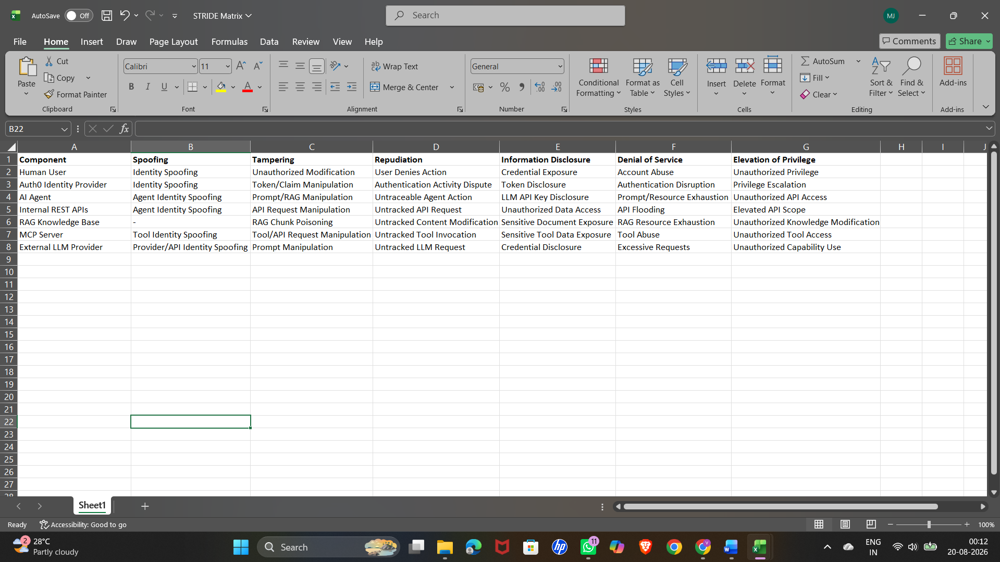 AutoSave Off STRIDE Matrix Search MJ
File Home Insert Draw Page Layout Formulas Data Review View Help Comments Share
Paste Cut Copy Format Painter Clipboard
Calibri 11 A A B I U A Font
ab Wrap Text Merge & Center Alignment
General % .00 Number
Conditional Formatting Format as Table Cell Styles Styles
Insert Delete Format Cells
AutoSum Fill Clear Sort & Filter Find & Select Editing
Add-ins Add-ins
B22 fx
A B C D E F G H I J
1 Component Spoofing Tampering Repudiation Information Disclosure Denial of Service Elevation of Privilege
2 Human User Identity Spoofing Unauthorized Modification User Denies Action Credential Exposure Account Abuse Unauthorized Privilege
3 Auth0 Identity Provider Identity Spoofing Token/Claim Manipulation Authentication Activity Dispute Token Disclosure Authentication Disruption Privilege Escalation
4 AI Agent Agent Identity Spoofing Prompt/RAG Manipulation Untraceable Agent Action LLM API Key Disclosure Prompt/Resource Exhaustion Unauthorized API Access
5 Internal REST APIs Agent Identity Spoofing API Request Manipulation Untracked API Request Unauthorized Data Access API Flooding Elevated API Scope
6 RAG Knowledge Base - RAG Chunk Poisoning Untracked Content Modification Sensitive Document Exposure RAG Resource Exhaustion Unauthorized Knowledge Modification
7 MCP Server Tool Identity Spoofing Tool/API Request Manipulation Untracked Tool Invocation Sensitive Tool Data Exposure Tool Abuse Unauthorized Tool Access
8 External LLM Provider Provider/API Identity Spoofing Prompt Manipulation Untracked LLM Request Credential Disclosure Excessive Requests Unauthorized Capability Use
9
10
11
12
13
14
15
16
17
18
19
20
21
22
23
24
25
26
27
Sheet1
Ready Accessibility: Good to go 100%
2 28°C Search 11 ENG 00:12
Partly cloudy IN 20-08-2026